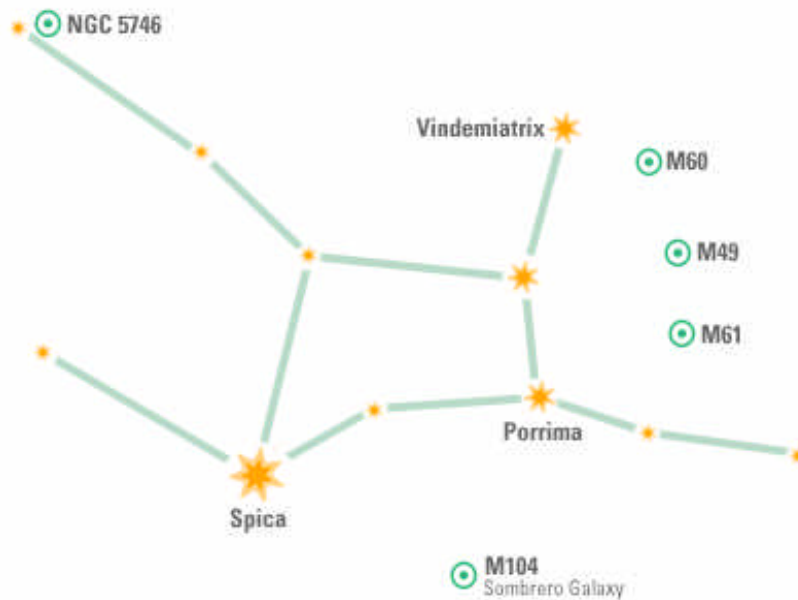 NGC 5746
Vindemiatrix
M60
M49
M61
Porrima
Spica
M104
Sombrero Galaxy